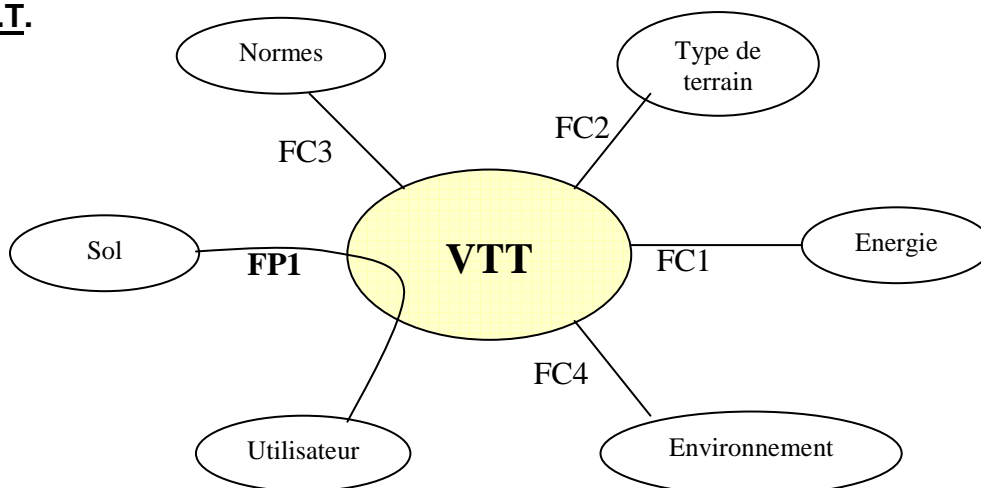 .T.
Normes
Type de
terrain
FC2
FC3
Sol
FP1
VTT
FC1
Energie
FC4
Utilisateur
Environnement